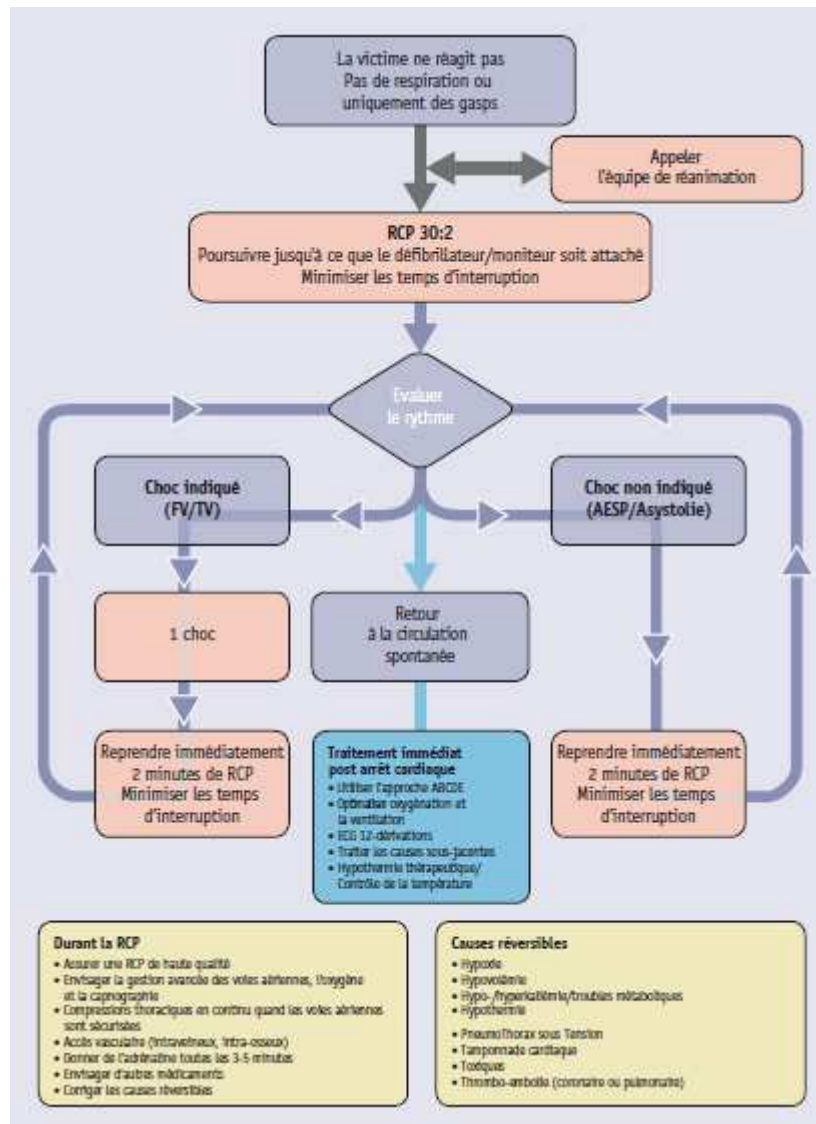 La victime ne réagit pas
Pas de respiration ou
uniquement des gasps
Appeler
l'équipe de réanimation
RCP 30:2
Poursuivre jusqu'à ce que le défibrillateur/moniteur soit attaché
Minimiser les temps d'interruption
Evaluer
le rythme
Choc indiqué
(FV/TV)
Choc non indiqué
(AESP/Asystolie)
1 choc
Retour
à la circulation
spontanée
Reprendre immédiatement
2 minutes de RCP
Minimiser les temps
d'interruption
Traitement immédiat
post arrêt cardiaque
• Utiliser l'approche ABCDE
• Optimaliser oxygénation et
la ventilation
• ECG 12-dérivations
• Traiter les causes sous-jacentes
• Hypothermie thérapeutique/
Contrôle de la température
Reprendre immédiatement
2 minutes de RCP
Minimiser les temps
d'interruption
Durant la RCP
• Assurer une RCP de haute qualité
• Envisager la gestion avancée des voies aériennes, l'oxygène
et la capnographie
• Compressions thoraciques en continu quand les voies aériennes
sont sécurisées
• Accès vasculaire (intraveineux, intra-osseux)
• Donner de l'adrénaline toutes les 3-5 minutes
• Envisager d'autres médicaments
• Corriger les causes réversibles
Causes réversibles
• Hypoxie
• Hypovolémie
• Hypo-/hyperkaliémie/troubles métaboliques
• Hypothermie
• PneumoThorax sous Tension
• Tamponnade cardiaque
• Toxiques
• Thrombo-embolie (coronaire ou pulmonaire)